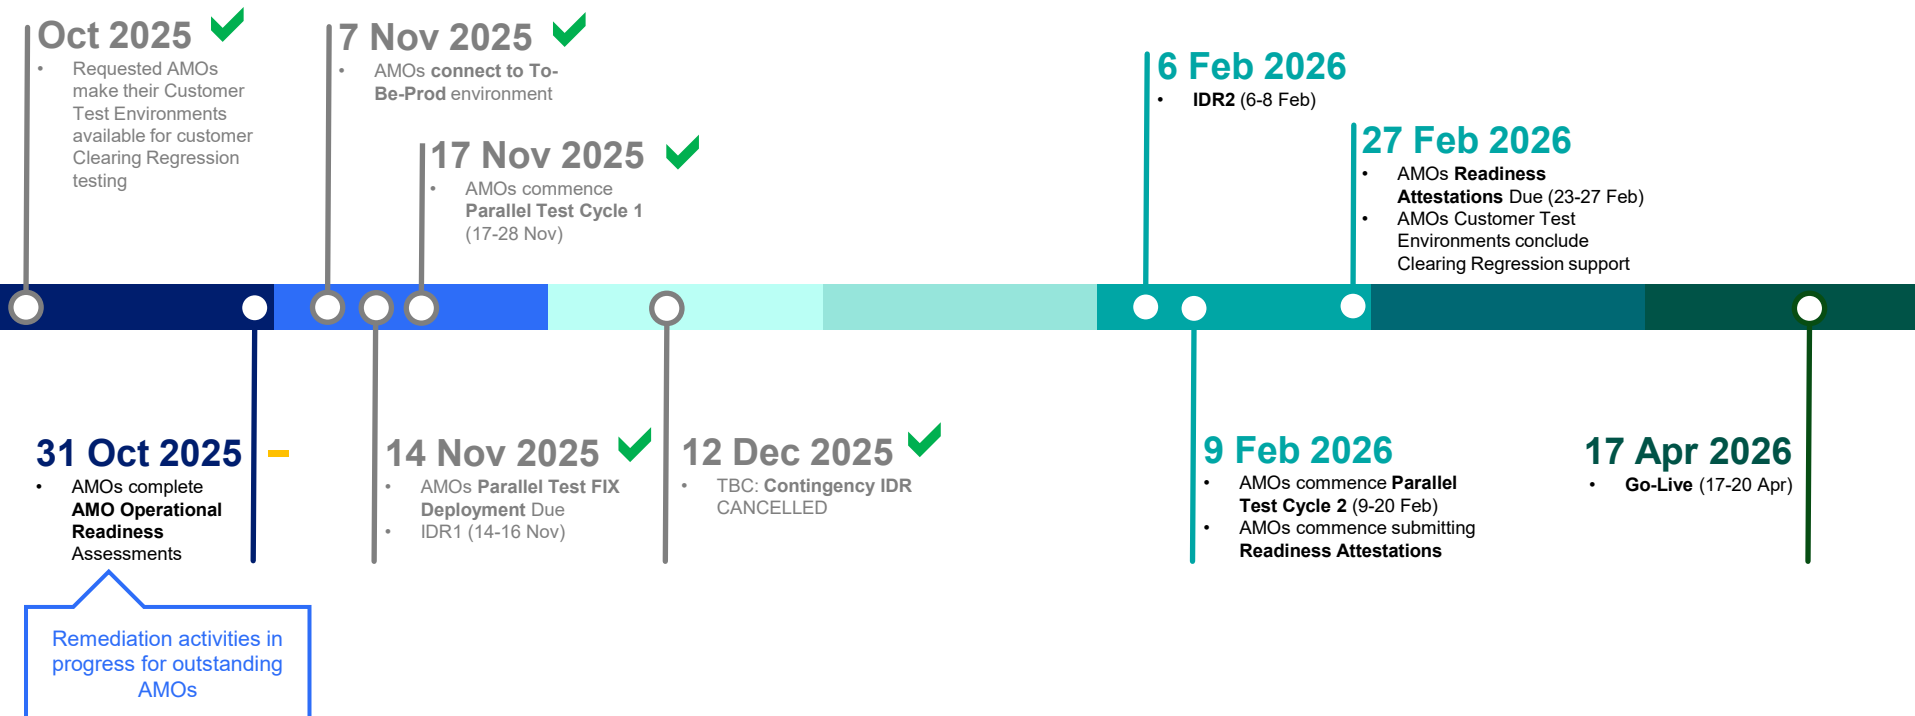 Oct 2025
• Requested AMOs
make their Customer
Test Environments
available for customer
Clearing Regression
testing
7 Nov 2025
• AMOs connect to To-
Be-Prod environment
17 Nov 2025
• AMOs commence
Parallel Test Cycle 1
(17-28 Nov)
6 Feb 2026
• IDR2 (6-8 Feb)
27 Feb 2026
• AMOs Readiness
Attestations Due (23-27 Feb)
• AMOs Customer Test
Environments conclude
Clearing Regression support
31 Oct 2025
• AMOs complete
AMO Operational
Readiness
Assessments
Remediation activities in
progress for outstanding
AMOs
14 Nov 2025
• AMOs Parallel Test FIX
Deployment Due
• IDR1 (14-16 Nov)
12 Dec 2025
• TBC: Contingency IDR
CANCELLED
9 Feb 2026
• AMOs commence Parallel
Test Cycle 2 (9-20 Feb)
• AMOs commence submitting
Readiness Attestations
17 Apr 2026
• Go-Live (17-20 Apr)